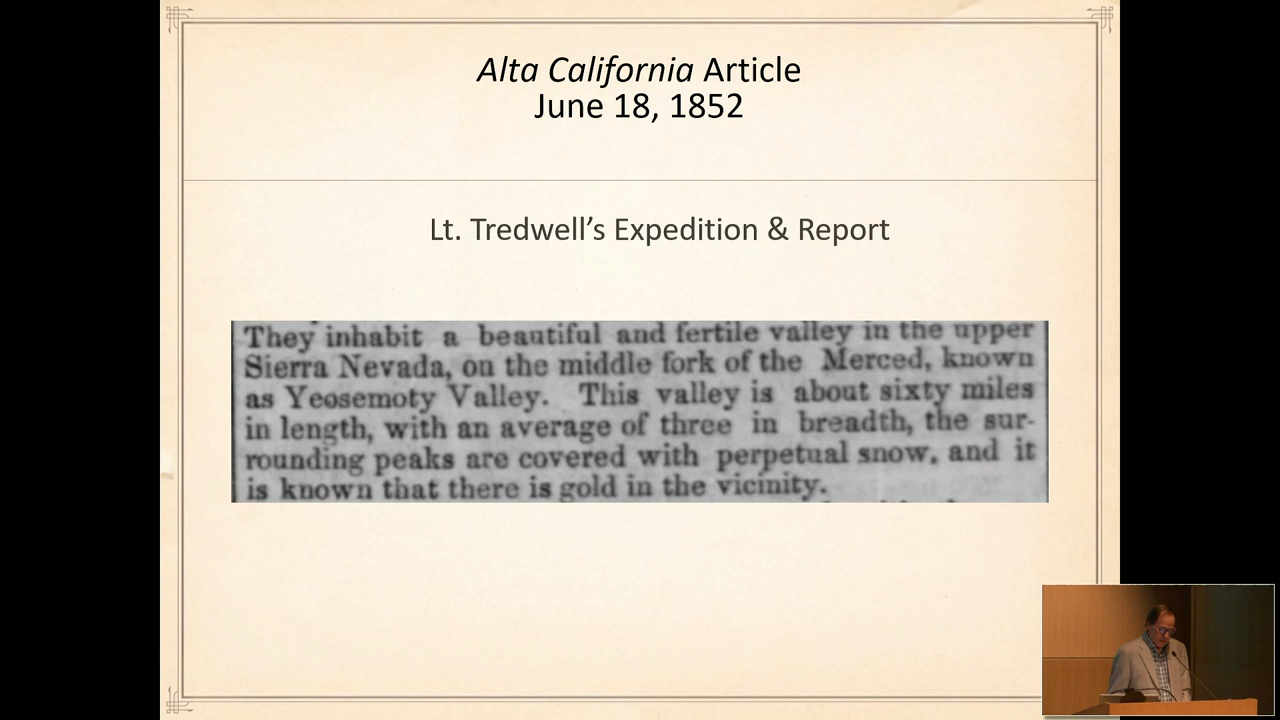 Alta California Article
June 18, 1852
Lt. Tredwell’s Expedition & Report
They inhabit a beautiful and fertile valley in the upper
Sierra Nevada, on the middle fork of the Merced, known
as Yeosemoty Valley. This valley is about sixty miles
in length, with an average of three in breadth, the sur-
rounding peaks are covered with perpetual snow, and it
is known that there is gold in the vicinity.